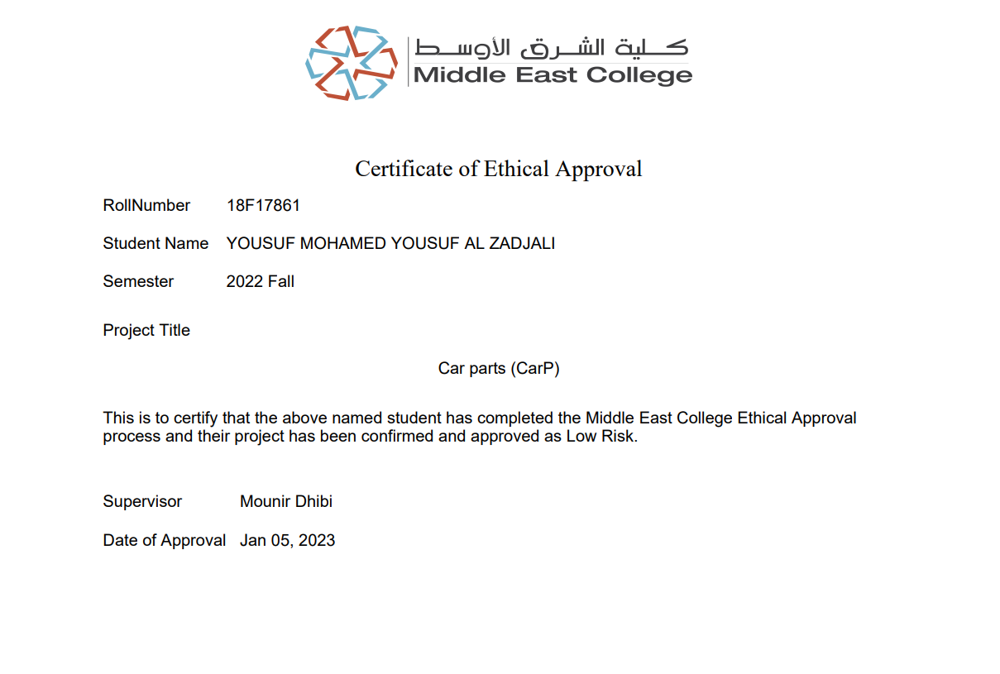 كلية الشرق الأوسط
Middle East College
Certificate of Ethical Approval
RollNumber 18F17861
Student Name YOUSUF MOHAMED YOUSUF AL ZADJALI
Semester 2022 Fall
Project Title
Car parts (CarP)
This is to certify that the above named student has completed the Middle East College Ethical Approval
process and their project has been confirmed and approved as Low Risk.
Supervisor Mounir Dhibi
Date of Approval Jan 05, 2023